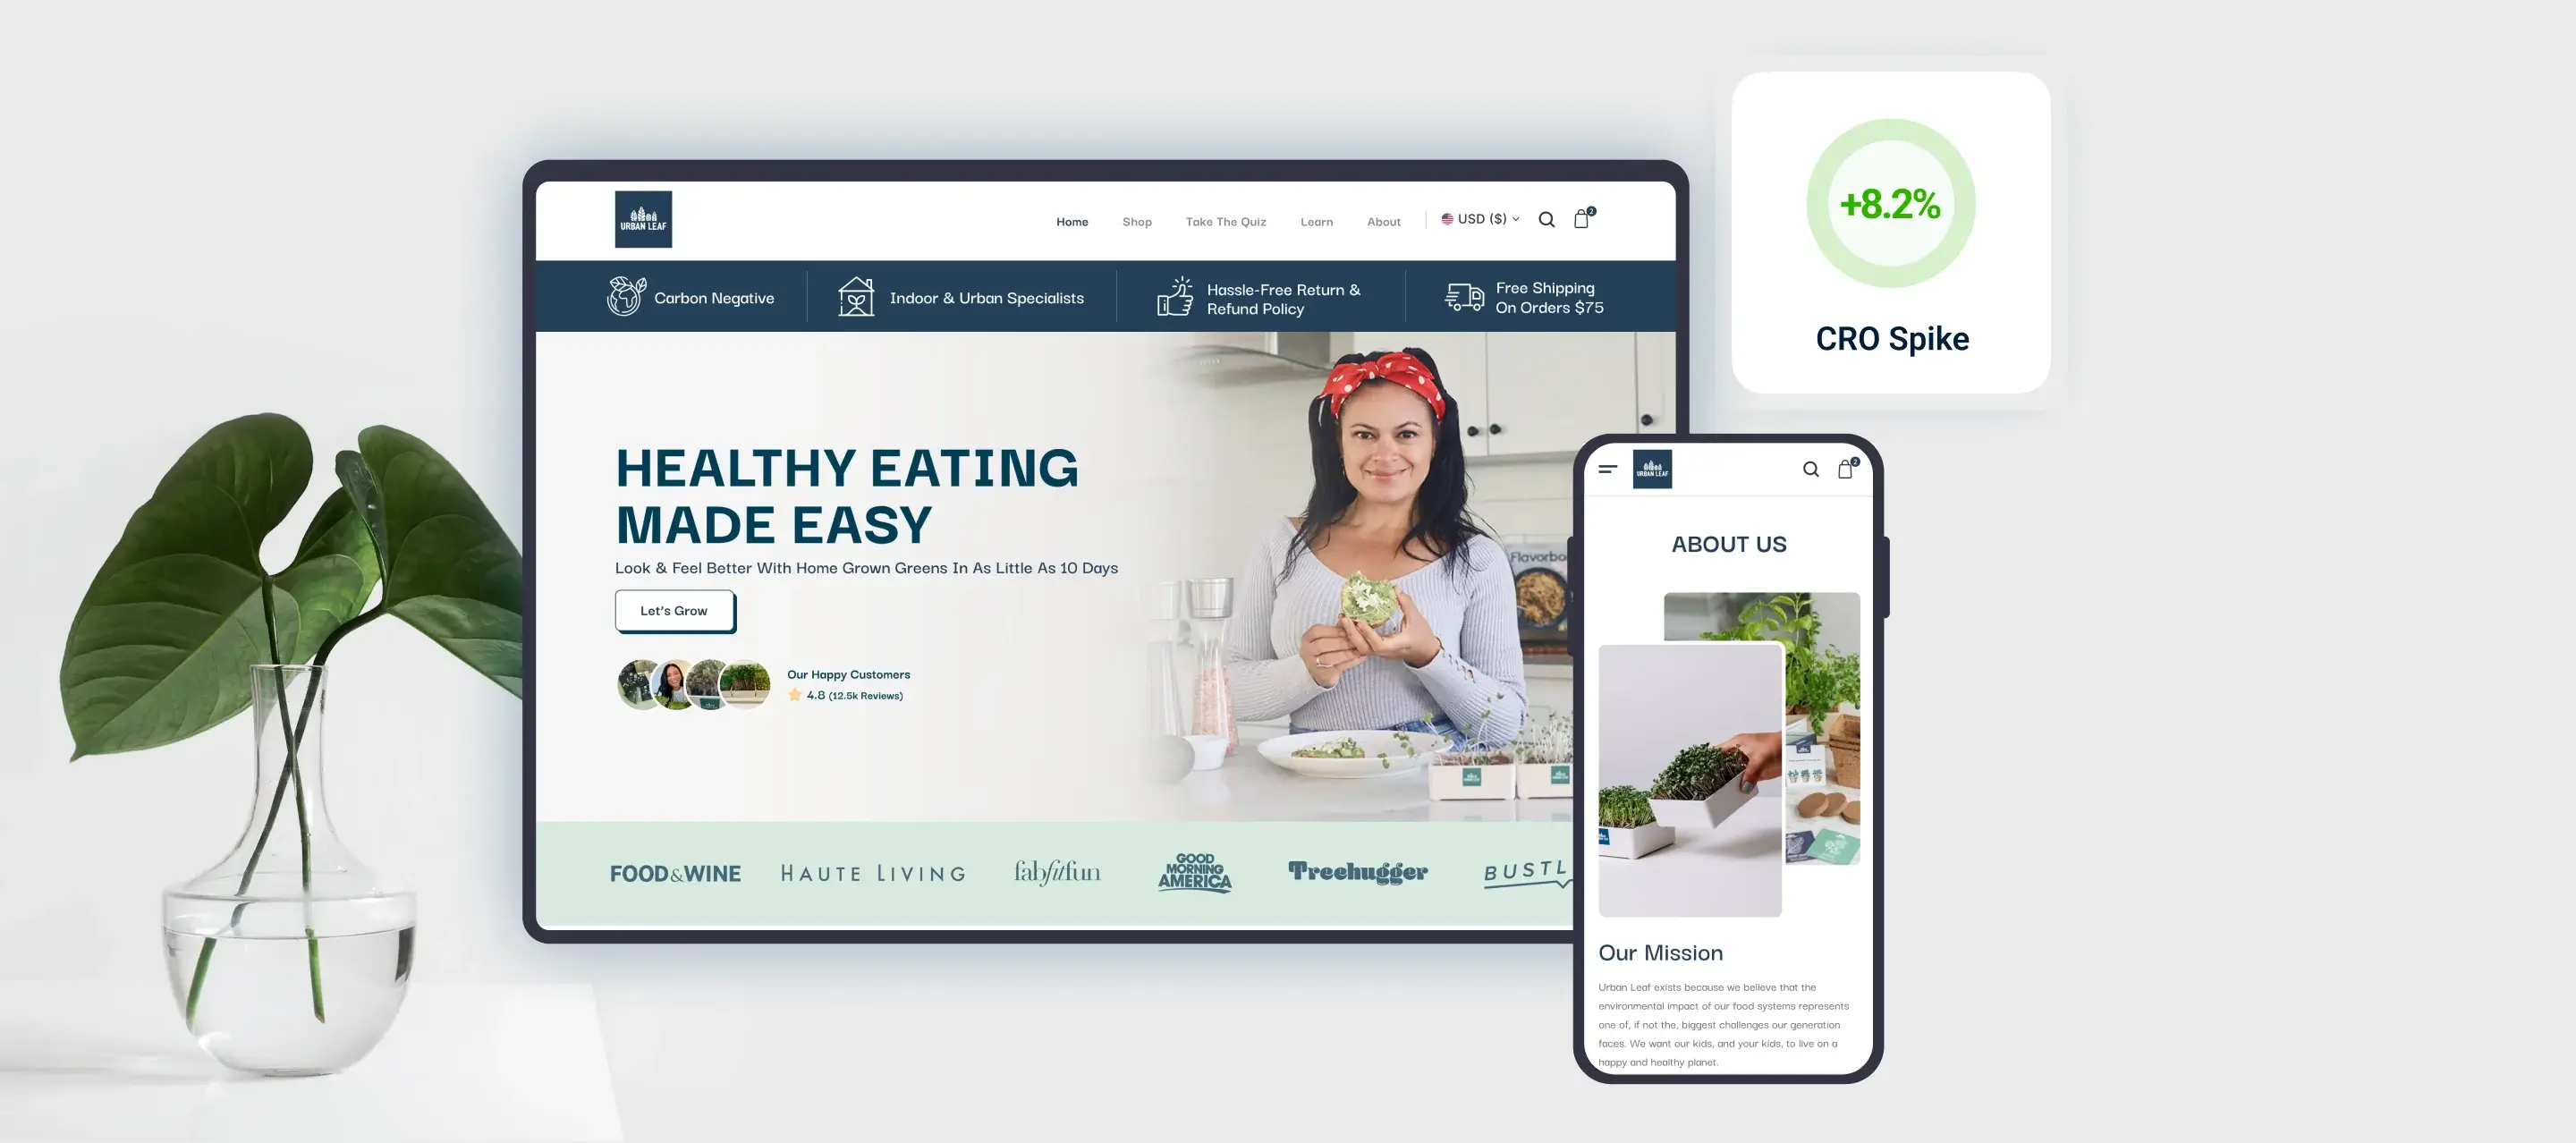 URBAN LEAF
Home
Shop
Take The Quiz
Learn
About
USD ($)
2
Carbon Negative
Indoor & Urban Specialists
Hassle-Free Return &
Refund Policy
Free Shipping
On Orders $75
HEALTHY EATING
MADE EASY
Look & Feel Better With Home Grown Greens In As Little As 10 Days
Let's Grow
Our Happy Customers
4.8 (12.5k Reviews)
Flavorbo
FOOD&WINE
HAUTE LIVING
fabfitfun
GOOD
MORNING
AMERICA
Treehugger
BUSTL
+8.2%
CRO Spike
URBAN LEAF
2
ABOUT US
Our Mission
Urban Leaf exists because we believe that the
environmental impact of our food systems represents
one of, if not the, biggest challenges our generation
faces. We want our kids, and your kids, to live on a
happy and healthy planet.